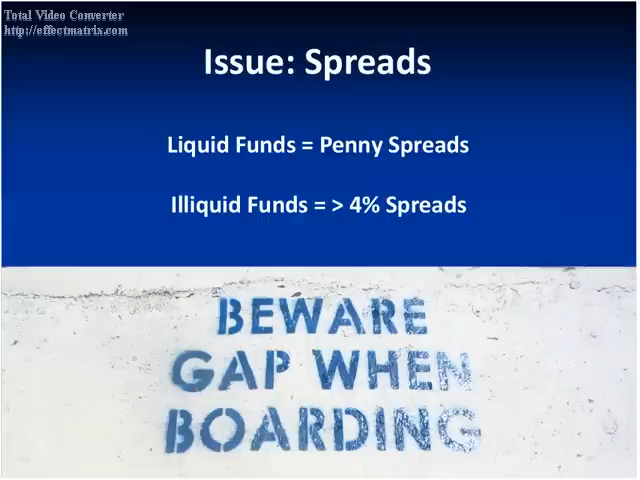 Total Video Converter
http://effectmatrix.com
Issue: Spreads
Liquid Funds = Penny Spreads
Illiquid Funds = > 4% Spreads
BEWARE
GAP WHEN
BOARDING